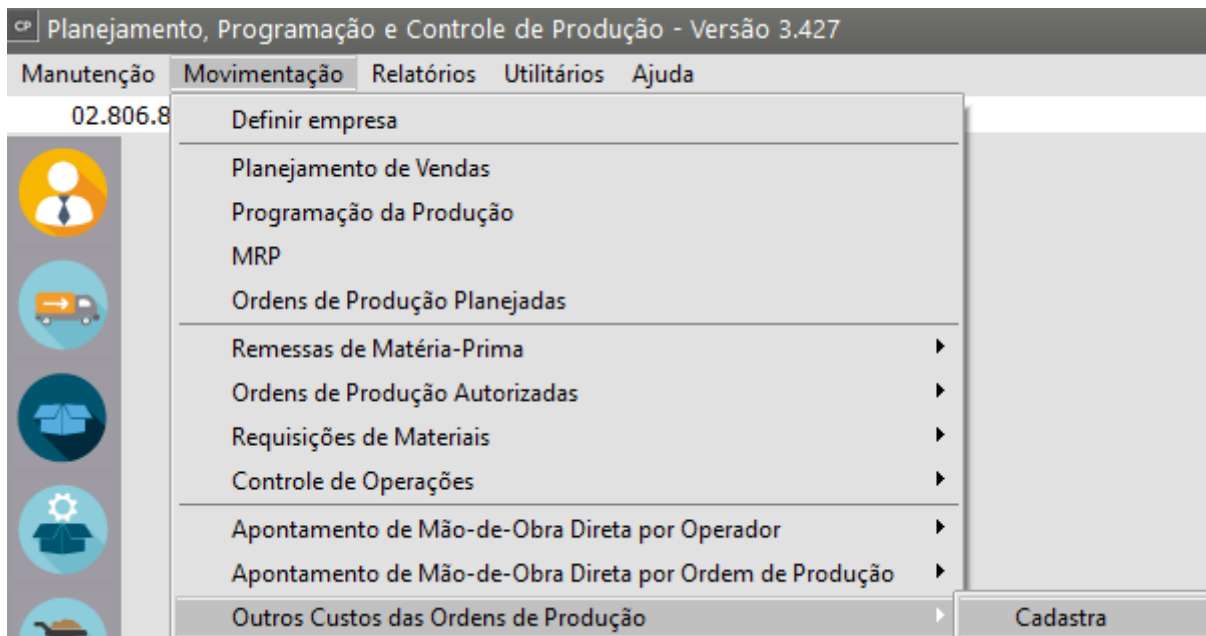 CP Planejamento, Programação e Controle de Produção - Versão 3.427
Manutenção Movimentação Relatórios Utilitários Ajuda
02.806.8
Definir empresa
Planejamento de Vendas
Programação da Produção
MRP
Ordens de Produção Planejadas
Remessas de Matéria-Prima
Ordens de Produção Autorizadas
Requisições de Materiais
Controle de Operações
Apontamento de Mão-de-Obra Direta por Operador
Apontamento de Mão-de-Obra Direta por Ordem de Produção
Outros Custos das Ordens de Produção Cadastra